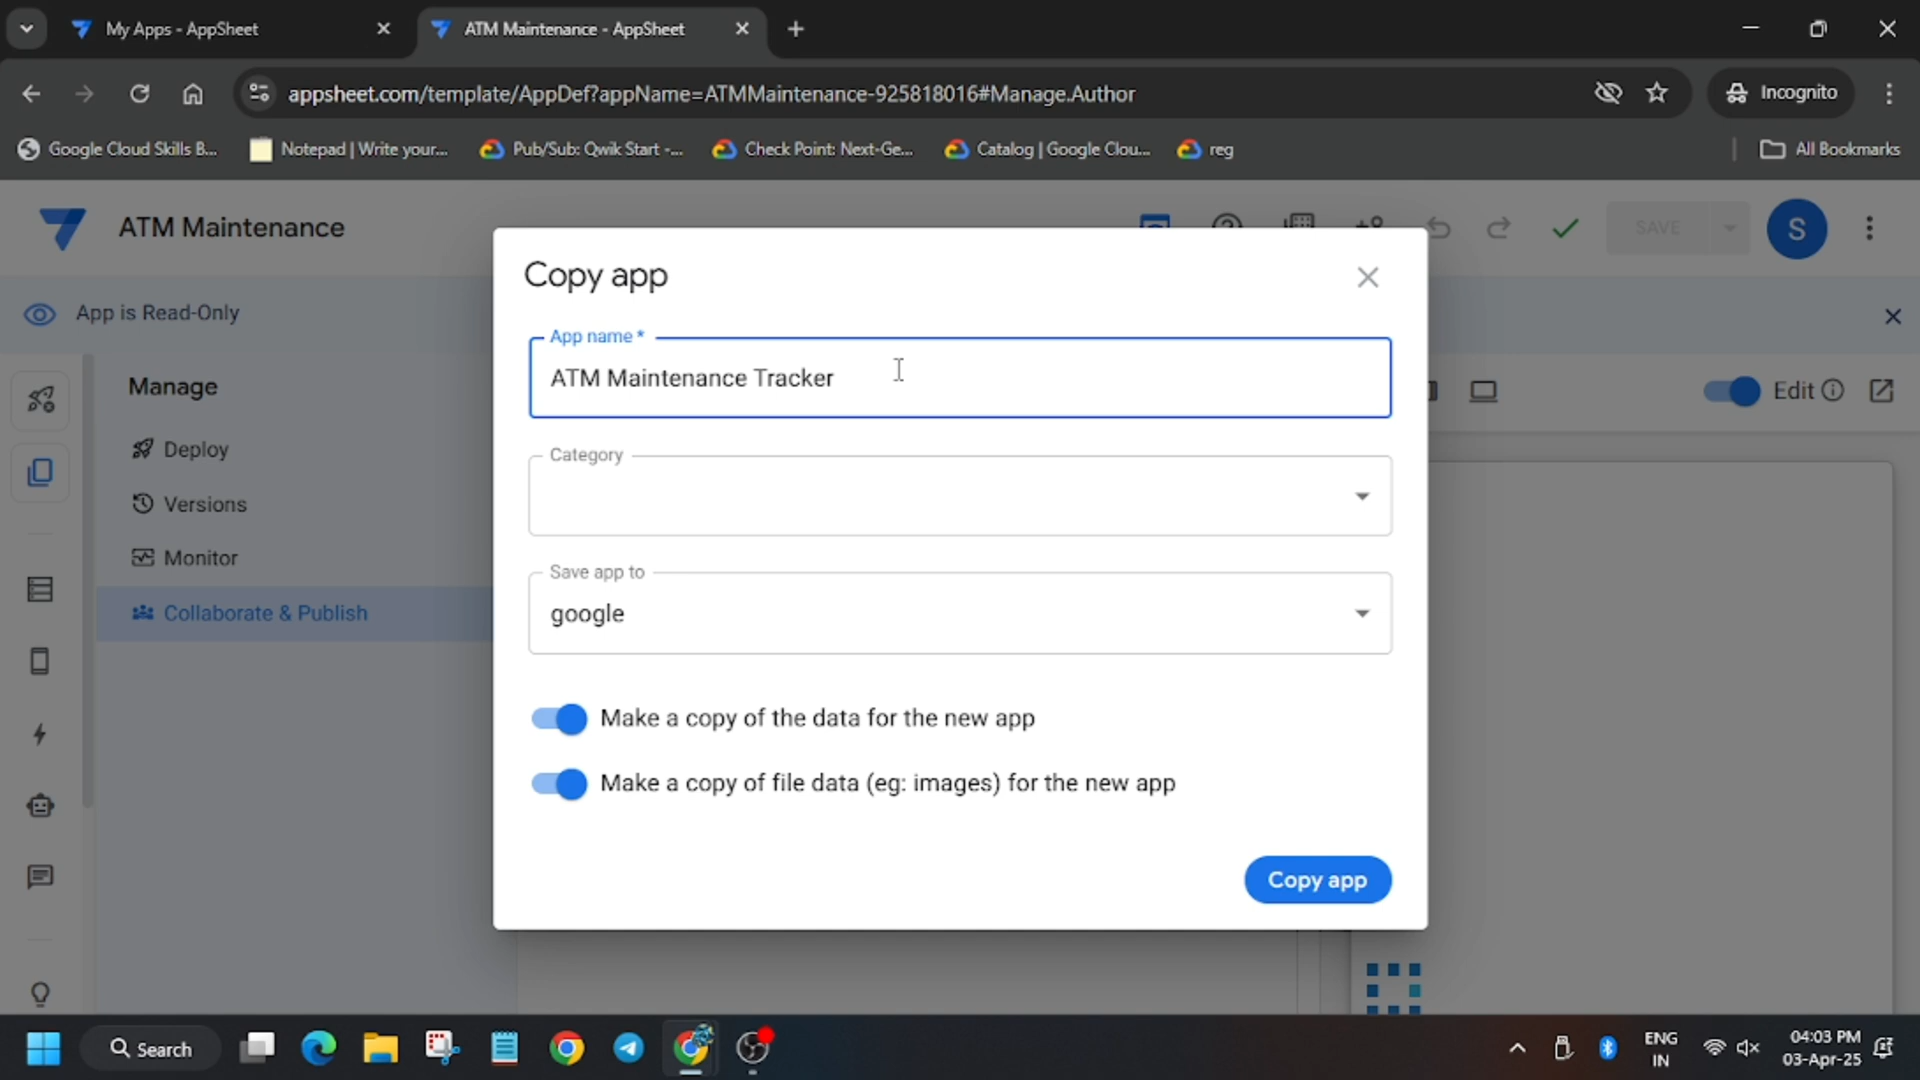 My Apps - AppSheet
ATM Maintenance - AppSheet
appsheet.com/template/AppDef?appName=ATMMaintenance-925818016#Manage.Author
Incognito
Google Cloud Skills B...
Notepad | Write your...
Pub/Sub: Qwik Start -...
Check Point: Next-Ge...
Catalog | Google Clou...
reg
All Bookmarks
ATM Maintenance
SAVE
S
App is Read-Only
Manage
Deploy
Versions
Monitor
Collaborate & Publish
Edit
Copy app
App name *
ATM Maintenance Tracker
Category
Save app to
google
Make a copy of the data for the new app
Make a copy of file data (eg: images) for the new app
Copy app
Search
ENG
IN
04:03 PM
03-Apr-25